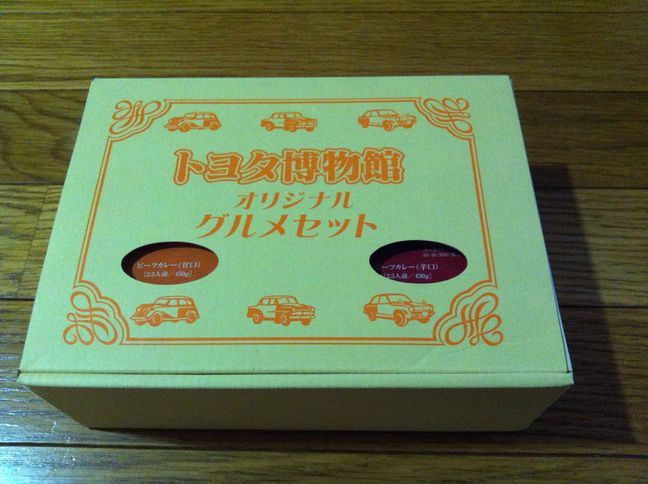 トヨタ博物館
オリジナル
グルメセット
ビーフカレー(甘口)
[2.5人前/450g]
ーフカレー(辛口)
[2.5人前/450g]